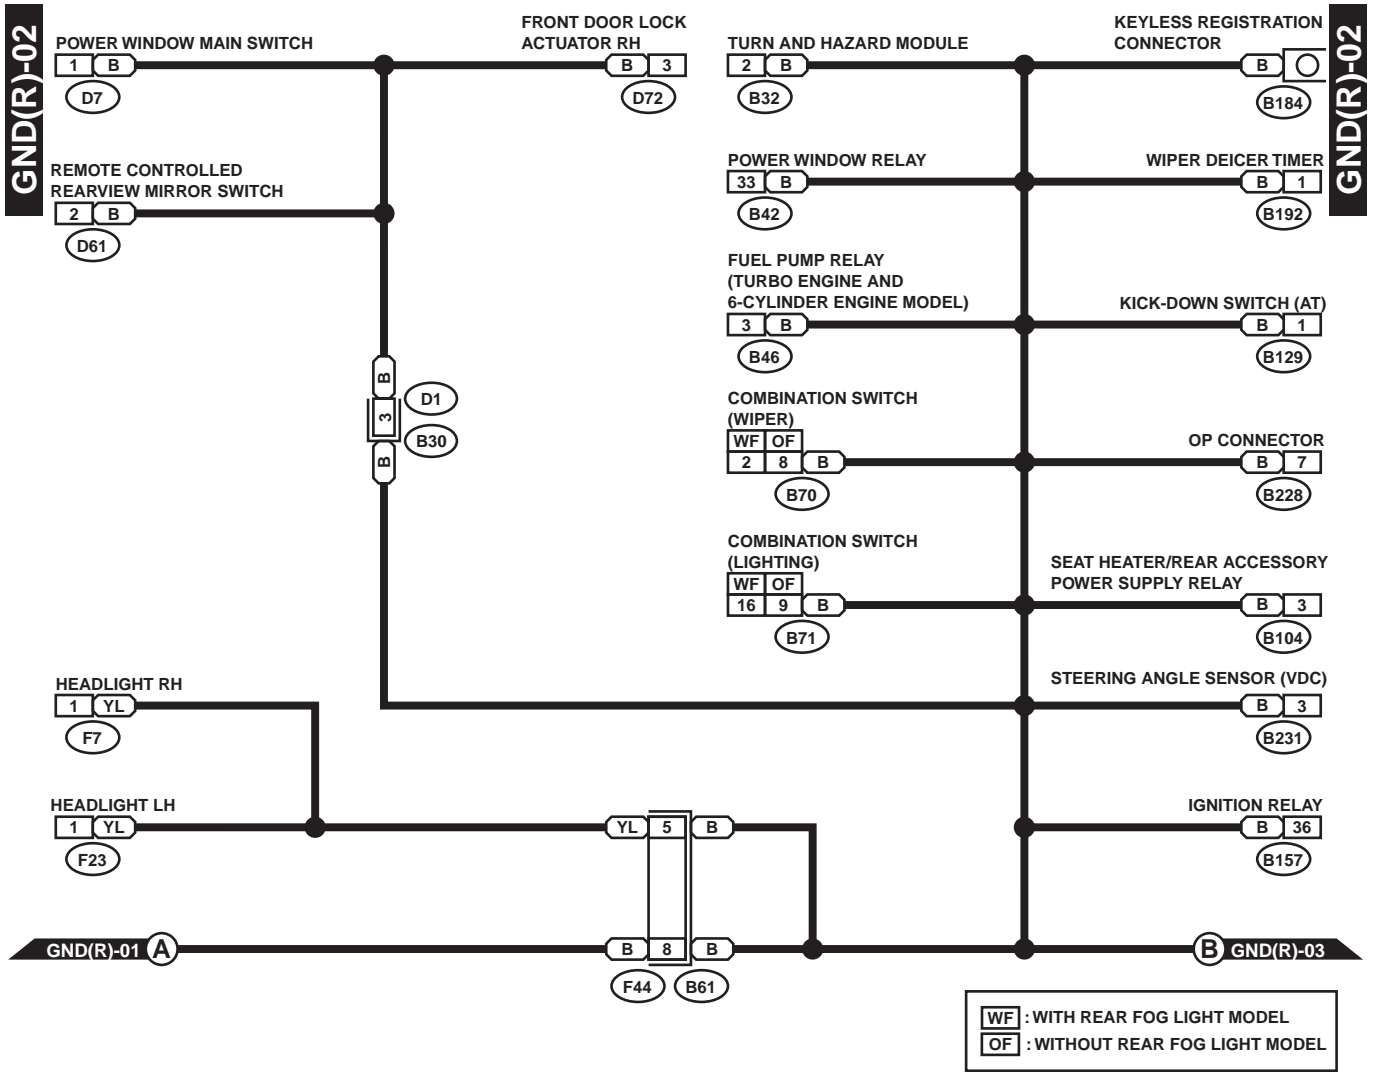 GND(R)-02
POWER WINDOW MAIN SWITCH
1 B
D7
FRONT DOOR LOCK
ACTUATOR RH
B 3
D72
REMOTE CONTROLLED
REARVIEW MIRROR SWITCH
2 B
D61
B
3
B
D1
B30
HEADLIGHT RH
1 YL
F7
HEADLIGHT LH
1 YL
F23
YL 5 B
GND(R)-01 A
B 8 B
F44 B61
TURN AND HAZARD MODULE
2 B
B32
POWER WINDOW RELAY
33 B
B42
FUEL PUMP RELAY
(TURBO ENGINE AND
6-CYLINDER ENGINE MODEL)
3 B
B46
COMBINATION SWITCH
(WIPER)
WF OF
2 8 B
B70
COMBINATION SWITCH
(LIGHTING)
WF OF
16 9 B
B71
KEYLESS REGISTRATION
CONNECTOR
B
B184
WIPER DEICER TIMER
B 1
B192
KICK-DOWN SWITCH (AT)
B 1
B129
OP CONNECTOR
B 7
B228
SEAT HEATER/REAR ACCESSORY
POWER SUPPLY RELAY
B 3
B104
STEERING ANGLE SENSOR (VDC)
B 3
B231
IGNITION RELAY
B 36
B157
B GND(R)-03
GND(R)-02
WF : WITH REAR FOG LIGHT MODEL
OF : WITHOUT REAR FOG LIGHT MODEL